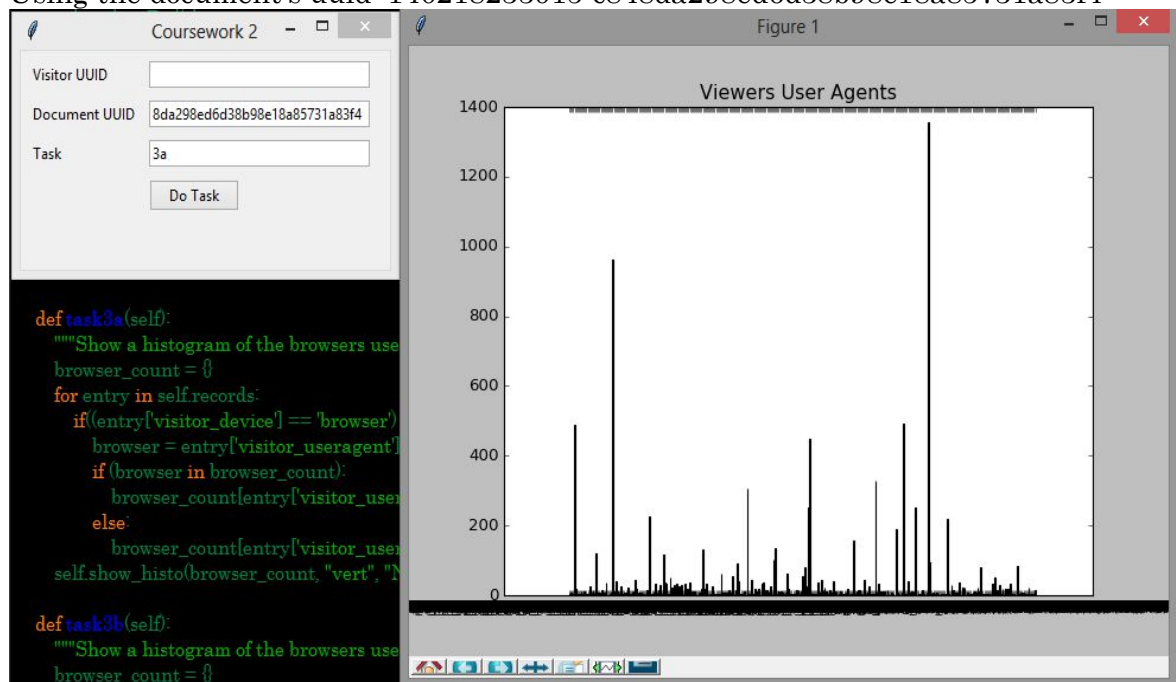 Coursework 2
Visitor UUID
Document UUID 8da298ed6d38b98e18a85731a83f4
Task 3a
Do Task
def task3a(self):
"""Show a histogram of the browsers use
browser_count = {}
for entry in self.records:
if((entry['visitor_device'] == 'browser')
browser = entry['visitor_useragent']
if (browser in browser_count):
browser_count[entry['visitor_user
else:
browser_count[entry['visitor_user
self.show_histo(browser_count, "vert", "N
def task3b(self):
"""Show a histogram of the browsers use
browser_count = {}
Figure 1
Viewers User Agents
1400
1200
1000
800
600
400
200
0